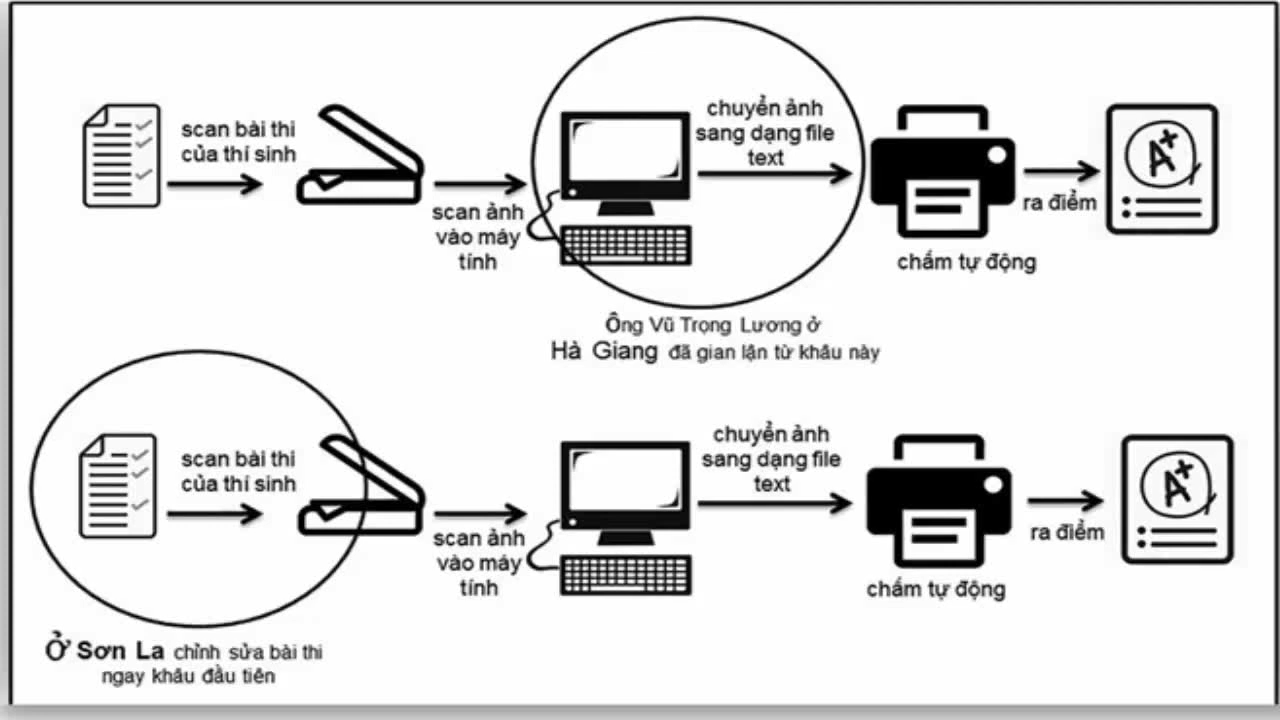 scan bài thi
của thí sinh
scan ảnh
vào máy
tính
chuyển ảnh
sang dạng file
text
chấm tự động
ra điểm
A+
Ông Vũ Trọng Lương ở
Hà Giang đã gian lận từ khâu này
scan bài thi
của thí sinh
scan ảnh
vào máy
tính
chuyển ảnh
sang dạng file
text
chấm tự động
ra điểm
A+
Ở Sơn La chỉnh sửa bài thi
ngay khâu đầu tiên